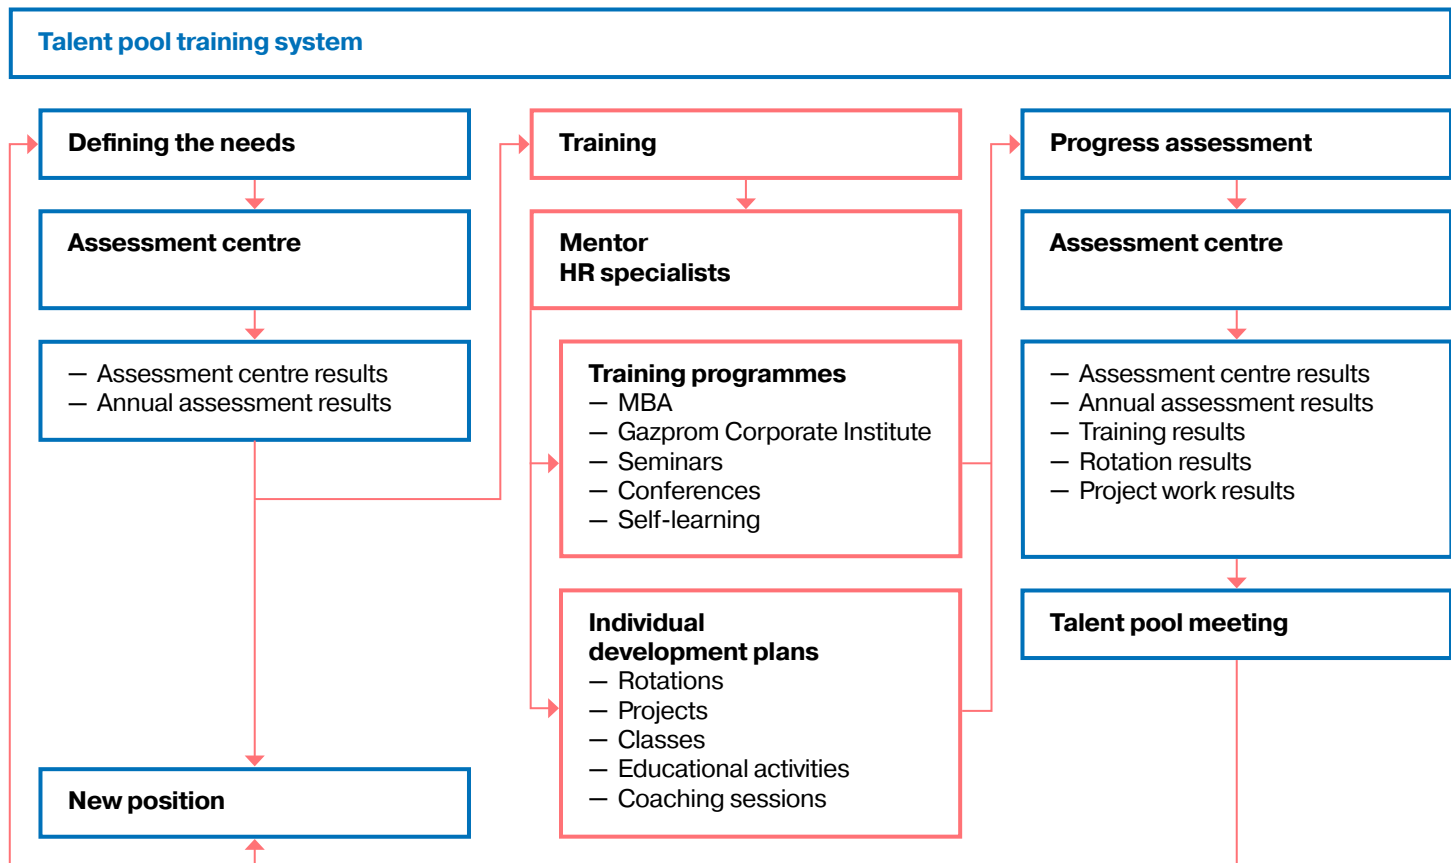 Talent pool training system
Defining the needs
Assessment centre
— Assessment centre results
— Annual assessment results
New position
Training
Mentor
HR specialists
Training programmes
— MBA
— Gazprom Corporate Institute
— Seminars
— Conferences
— Self-learning
Individual
development plans
— Rotations
— Projects
— Classes
— Educational activities
— Coaching sessions
Progress assessment
Assessment centre
— Assessment centre results
— Annual assessment results
— Training results
— Rotation results
— Project work results
Talent pool meeting